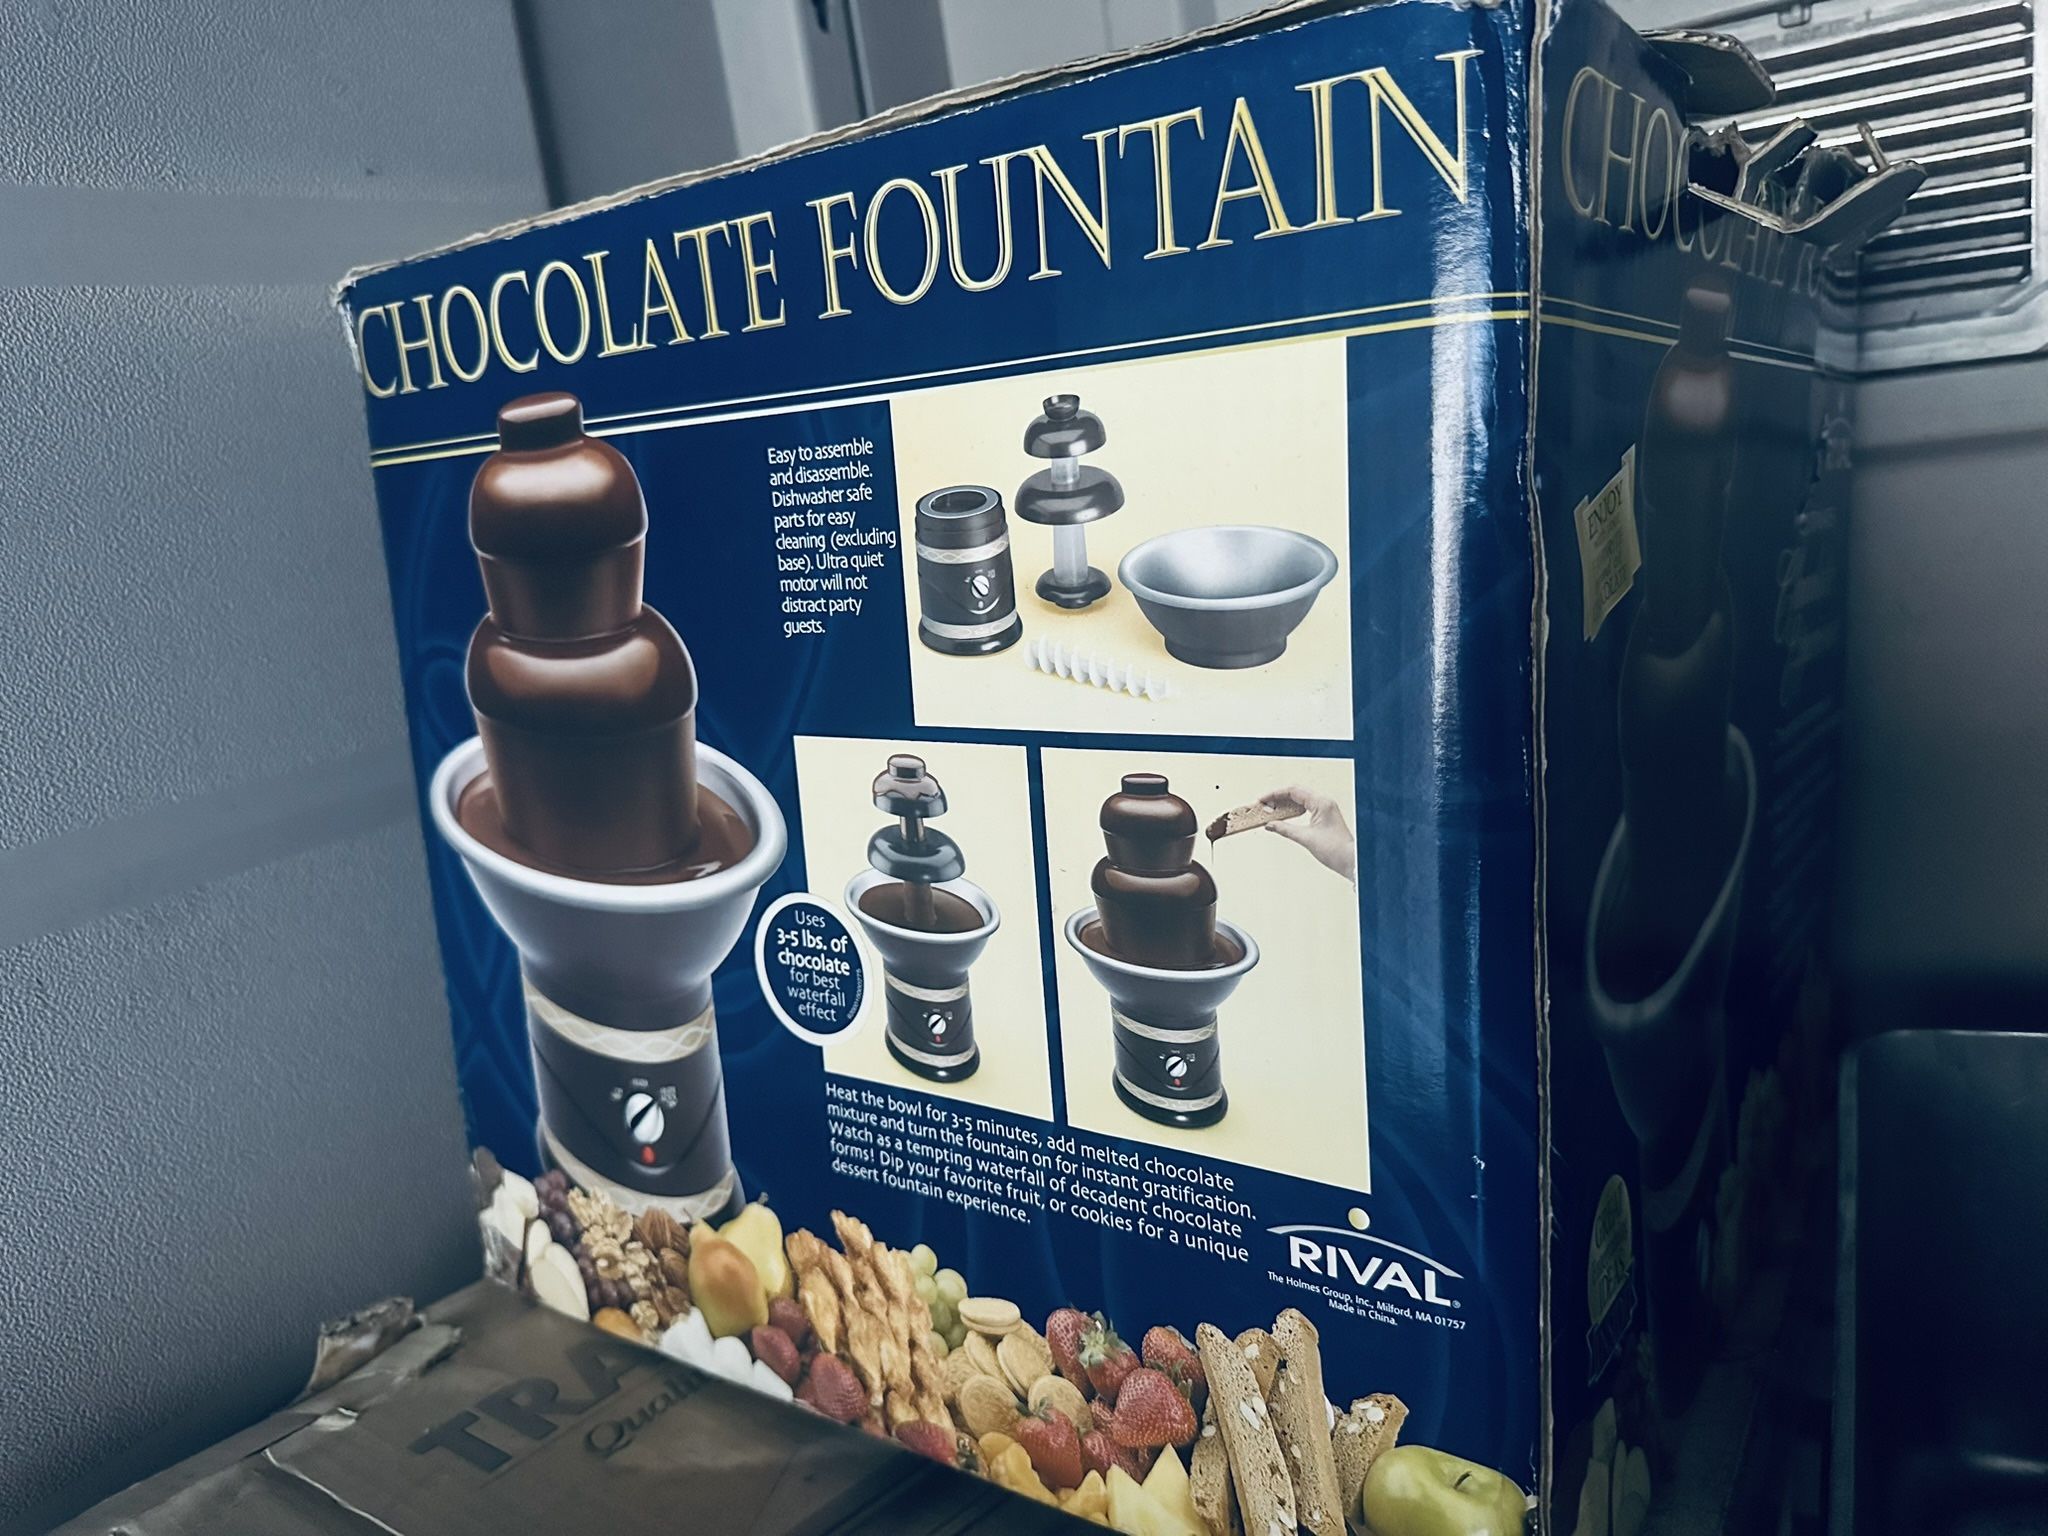 CHOCOLATE FOUNTAIN
Easy to assemble
and disassemble.
Dishwasher safe
parts for easy
cleaning (excluding
base). Ultra quiet
motor will not
distract party
guests.
Uses
3-5 lbs. of
chocolate
for best
waterfall
effect
Heat the bowl for 3-5 minutes, add melted chocolate
mixture and turn the fountain on for instant gratification.
Watch as a tempting waterfall of decadent chocolate
forms! Dip your favorite fruit, or cookies for a unique
dessert fountain experience.
RIVAL®
The Holmes Group, Inc., Milford, MA 01757
Made in China.
CHOCOLATE
ENJOY
TRA
Quali